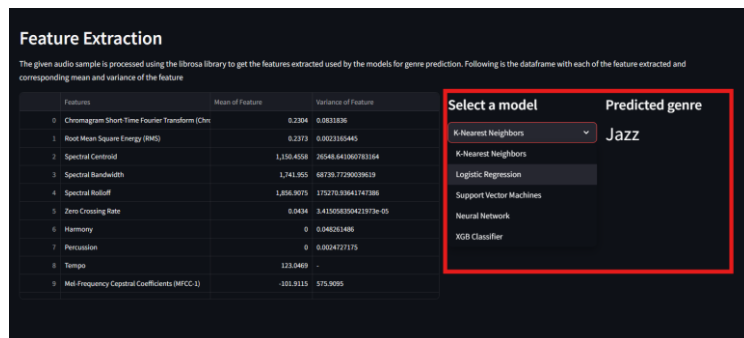 Feature Extraction
The given audio sample is processed using the librosa library to get the features extracted used by the models for genre prediction. Following is the dataframe with each of the feature extracted and
corresponding mean and variance of the feature
Features Mean of Feature Variance of Feature
0 Chromagram Short-Time Fourier Transform (Chro 0.2304 0.0831836
1 Root Mean Square Energy (RMS) 0.2373 0.0023165445
2 Spectral Centroid 1,150.4558 26548.641060783164
3 Spectral Bandwidth 1,741.955 68739.77290039619
4 Spectral Rolloff 1,856.9075 175270.93641747386
5 Zero Crossing Rate 0.0434 3.415058350421973e-05
6 Harmony 0 0.048261486
7 Percussion 0 0.0024727175
8 Tempo 123.0469 -
9 Mel-Frequency Cepstral Coefficients (MFCC-1) -101.9115 575.9095
Select a model
K-Nearest Neighbors
K-Nearest Neighbors
Logistic Regression
Support Vector Machines
Neural Network
XGB Classifier
Predicted genre
Jazz